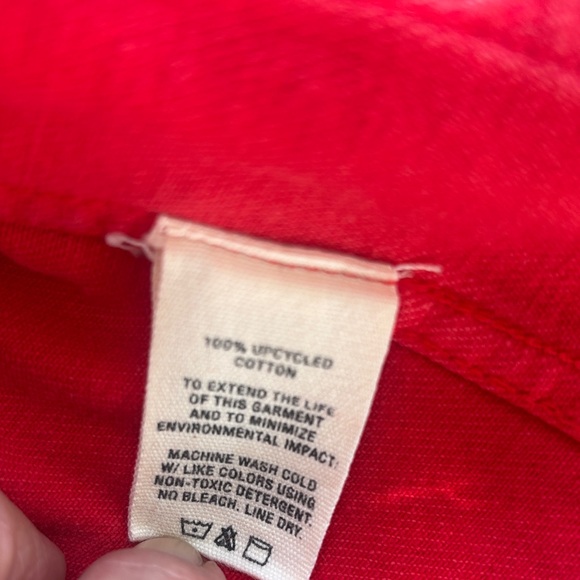 100% UPCYCLED
COTTON
TO EXTEND THE LIFE
OF THIS GARMENT
AND TO MINIMIZE
ENVIRONMENTAL IMPACT:
MACHINE WASH COLD
W/ LIKE COLORS USING
NON-TOXIC DETERGENT.
NO BLEACH. LINE DRY.